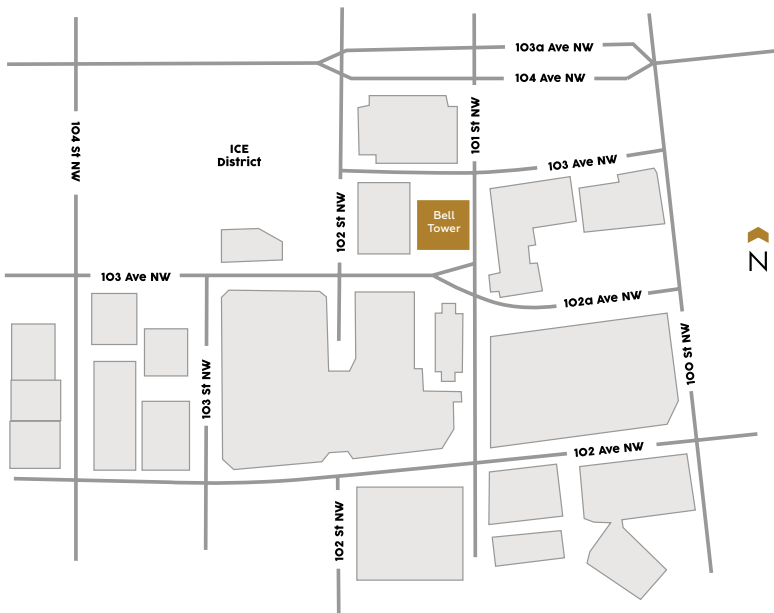 103a Ave NW
104 Ave NW
104 St NW
101 St NW
ICE
District
103 Ave NW
102 St NW
Bell
Tower
N
103 Ave NW
102a Ave NW
103 St NW
100 St NW
102 Ave NW
102 St NW